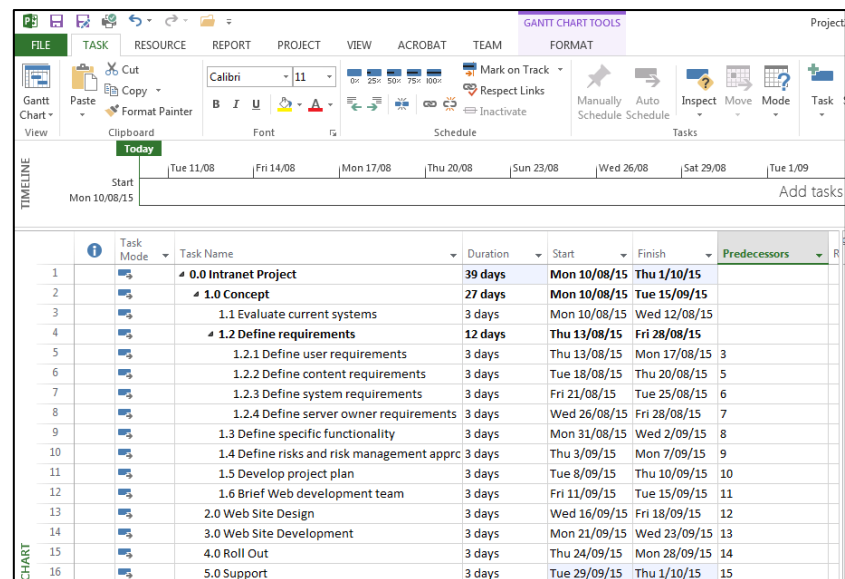 GANTT CHART TOOLS Project
FILE TASK RESOURCE REPORT PROJECT VIEW ACROBAT TEAM FORMAT
Gantt Chart
View
Paste
Cut
Copy
Format Painter
Clipboard
Calibri 11
B I U A
Font
0% 25% 50% 75% 100%
Mark on Track
Respect Links
Inactivate
Schedule
Manually Schedule
Auto Schedule
Inspect
Move
Mode
Tasks
Task
TIMELINE
Today
Start
Mon 10/08/15
Tue 11/08 Fri 14/08 Mon 17/08 Thu 20/08 Sun 23/08 Wed 26/08 Sat 29/08 Tue 1/09
Add tasks
Task Mode Task Name Duration Start Finish Predecessors R
1 0.0 Intranet Project 39 days Mon 10/08/15 Thu 1/10/15
2 1.0 Concept 27 days Mon 10/08/15 Tue 15/09/15
3 1.1 Evaluate current systems 3 days Mon 10/08/15 Wed 12/08/15
4 1.2 Define requirements 12 days Thu 13/08/15 Fri 28/08/15
5 1.2.1 Define user requirements 3 days Thu 13/08/15 Mon 17/08/15 3
6 1.2.2 Define content requirements 3 days Tue 18/08/15 Thu 20/08/15 5
7 1.2.3 Define system requirements 3 days Fri 21/08/15 Tue 25/08/15 6
8 1.2.4 Define server owner requirements 3 days Wed 26/08/15 Fri 28/08/15 7
9 1.3 Define specific functionality 3 days Mon 31/08/15 Wed 2/09/15 8
10 1.4 Define risks and risk management apprc 3 days Thu 3/09/15 Mon 7/09/15 9
11 1.5 Develop project plan 3 days Tue 8/09/15 Thu 10/09/15 10
12 1.6 Brief Web development team 3 days Fri 11/09/15 Tue 15/09/15 11
13 2.0 Web Site Design 3 days Wed 16/09/15 Fri 18/09/15 12
14 3.0 Web Site Development 3 days Mon 21/09/15 Wed 23/09/15 13
15 4.0 Roll Out 3 days Thu 24/09/15 Mon 28/09/15 14
16 5.0 Support 3 days Tue 29/09/15 Thu 1/10/15 15
CHART